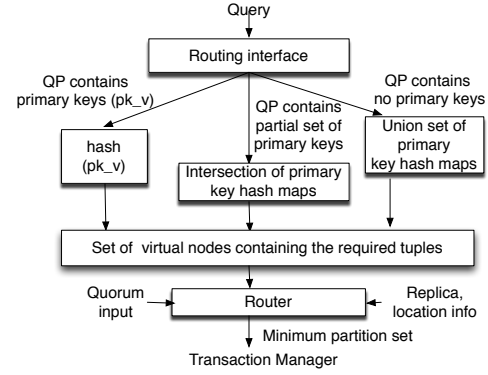 Query
Routing interface
QP contains
primary keys (pk_v)
QP contains
partial set of
primary keys
QP contains
no primary keys
hash
(pk_v)
Intersection of primary
key hash maps
Union set of
primary
key hash maps
Set of virtual nodes containing the required tuples
Quorum
input
Router
Replica,
location info
Minimum partition set
Transaction Manager